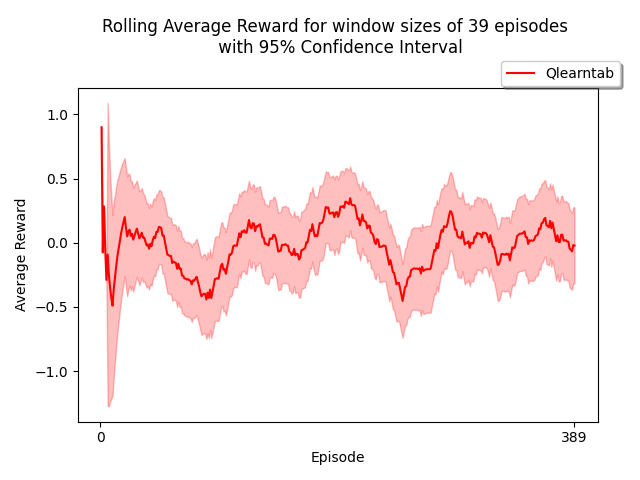 Rolling Average Reward for window sizes of 39 episodes
with 95% Confidence Interval
Qlearntab
1.0
0.5
0.0
−0.5
−1.0
Average Reward
0
389
Episode